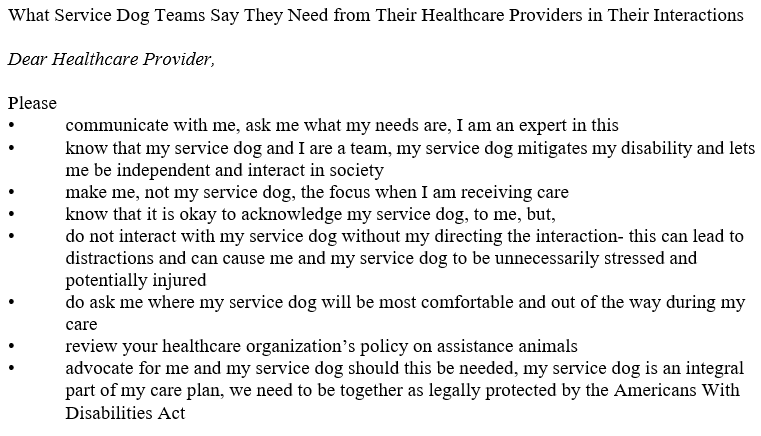 What Service Dog Teams Say They Need from Their Healthcare Providers in Their Interactions
Dear Healthcare Provider,
Please
• communicate with me, ask me what my needs are, I am an expert in this
• know that my service dog and I are a team, my service dog mitigates my disability and lets
me be independent and interact in society
• make me, not my service dog, the focus when I am receiving care
• know that it is okay to acknowledge my service dog, to me, but,
• do not interact with my service dog without my directing the interaction- this can lead to
distractions and can cause me and my service dog to be unnecessarily stressed and
potentially injured
• do ask me where my service dog will be most comfortable and out of the way during my
care
• review your healthcare organization’s policy on assistance animals
• advocate for me and my service dog should this be needed, my service dog is an integral
part of my care plan, we need to be together as legally protected by the Americans With
Disabilities Act